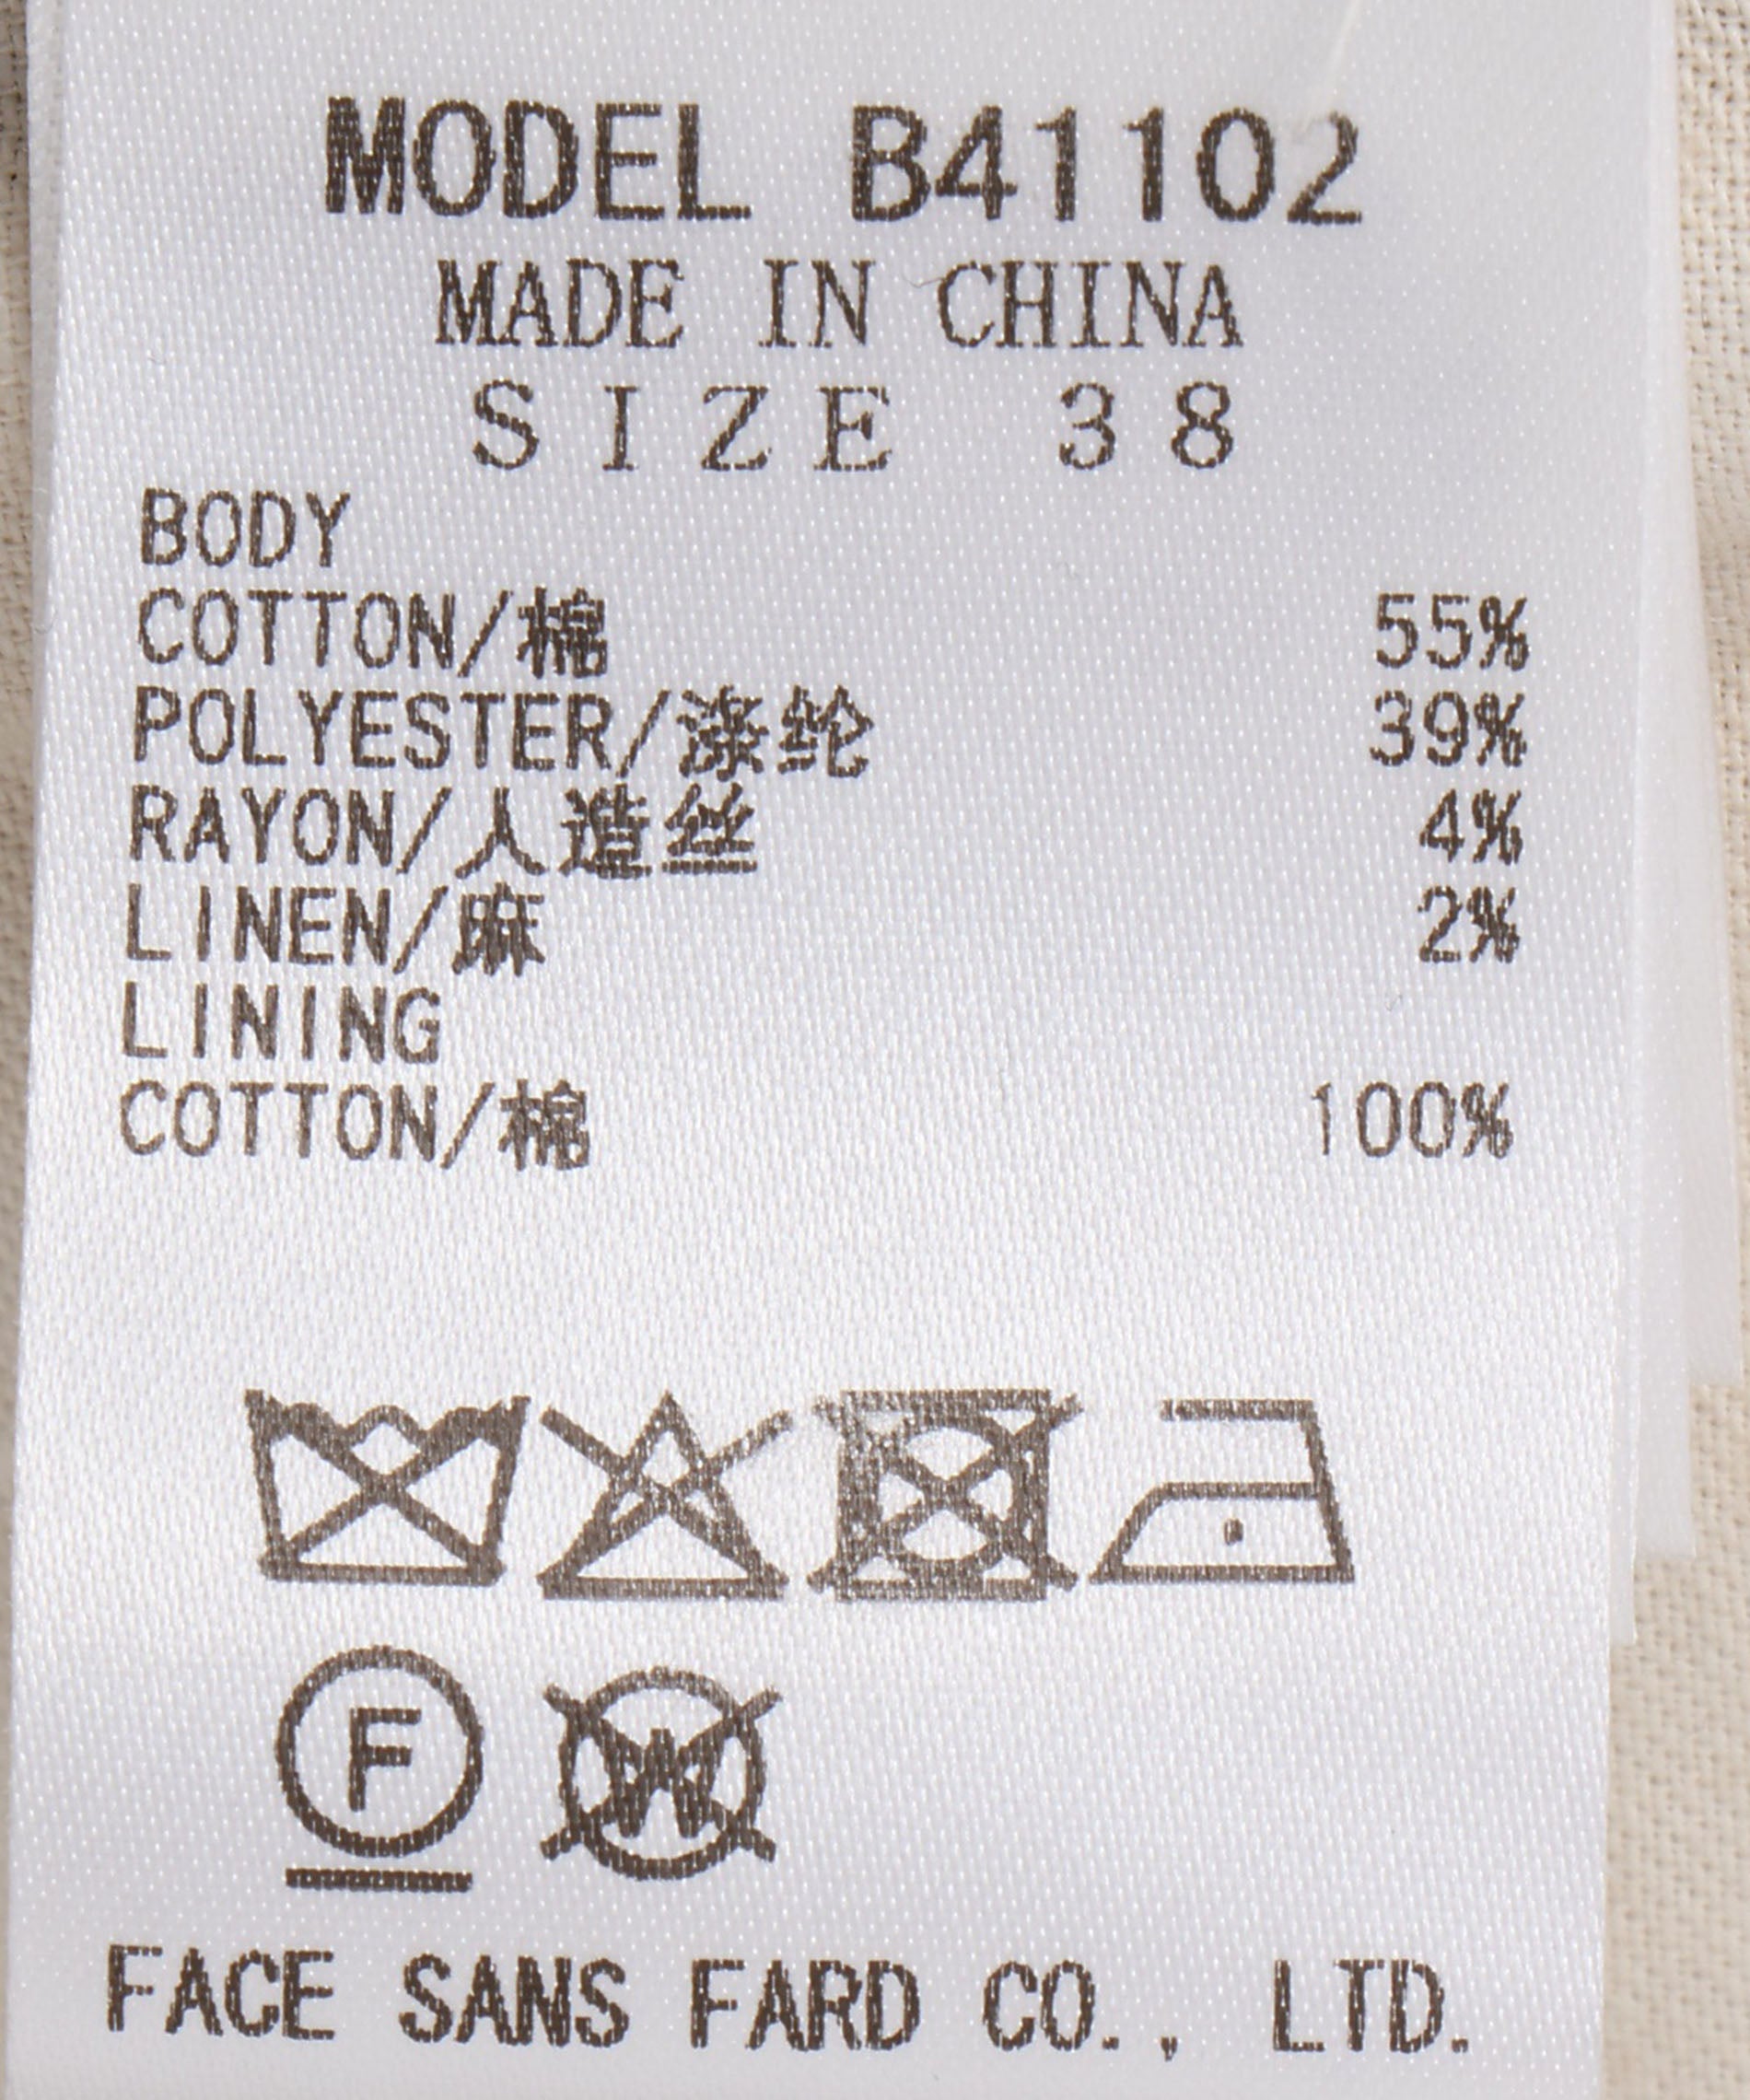 MODEL B41102
MADE IN CHINA
SIZE 38
BODY
COTTON/棉 55%
POLYESTER/涤纶 39%
RAYON/人造丝 4%
LINEN/麻 2%
LINING
COTTON/棉 100%
F W
FACE SANS FARD CO., LTD.